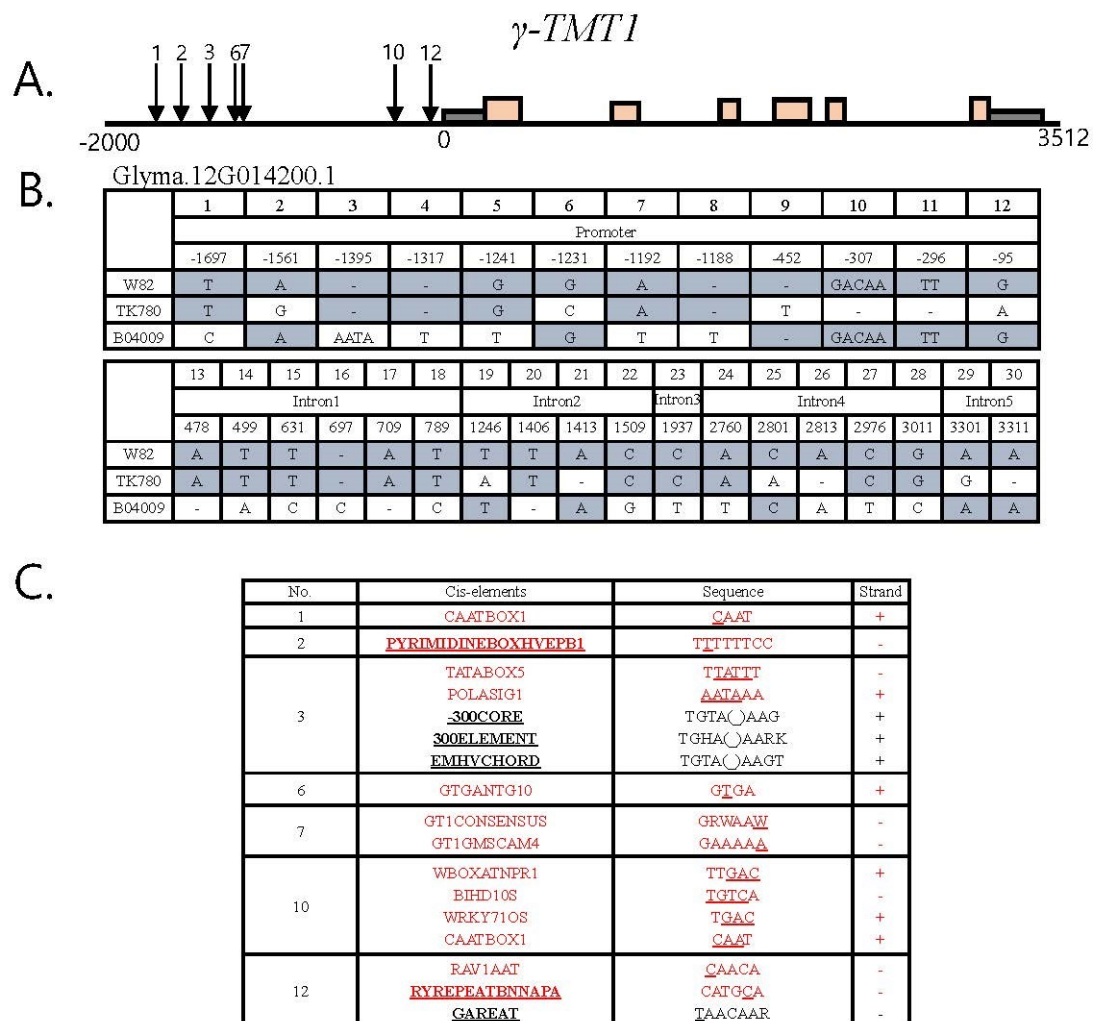 γ-TMT1
A.
1 2 3 6 7 10 12
-2000 0 3512
Glyma.12G014200.1
B.
1 2 3 4 5 6 7 8 9 10 11 12
Promoter
-1697 -1561 -1395 -1317 -1241 -1231 -1192 -1188 -452 -307 -296 -95
W82 T A - - G G A - - GACAA TT G
TK780 T G - - G C A - T - - A
B04009 C A AATA T T G T T - GACAA TT G
13 14 15 16 17 18 19 20 21 22 23 24 25 26 27 28 29 30
Intron1 Intron2 Intron3 Intron4 Intron5
478 499 631 697 709 789 1246 1406 1413 1509 1937 2760 2801 2813 2976 3011 3301 3311
W82 A T T - A T T T A C C A C A C G A A
TK780 A T T - A T A T - C C A A - C G G -
B04009 - A C C - C T - A G T T C A T C A A
C.
No. Cis-elements Sequence Strand
1 CAATBOX1 CAAT +
2 PYRIMIDINEBOXHVEPB1 TTTTTTCC -
3
TATABOX5 TTATTT -
POLASIG1 AATAAA +
-300CORE TGTA(_)AAG +
300ELEMENT TGHA(_)AARK +
EMHVCHORD TGTA(_)AAGT +
6 GTGANTG10 GTGA +
7
GT1CONSENSUS GRWAAW -
GT1GMSCAM4 GAAAAA -
10
WBOXATNPR1 TTGAC +
BIHD1OS TGTCA -
WRKY71OS TGAC +
CAATBOX1 CAAT +
12
RAV1AAT CAACA -
RYREPEATBNNAPA CATGCA -
GAREAT TAACAAR -